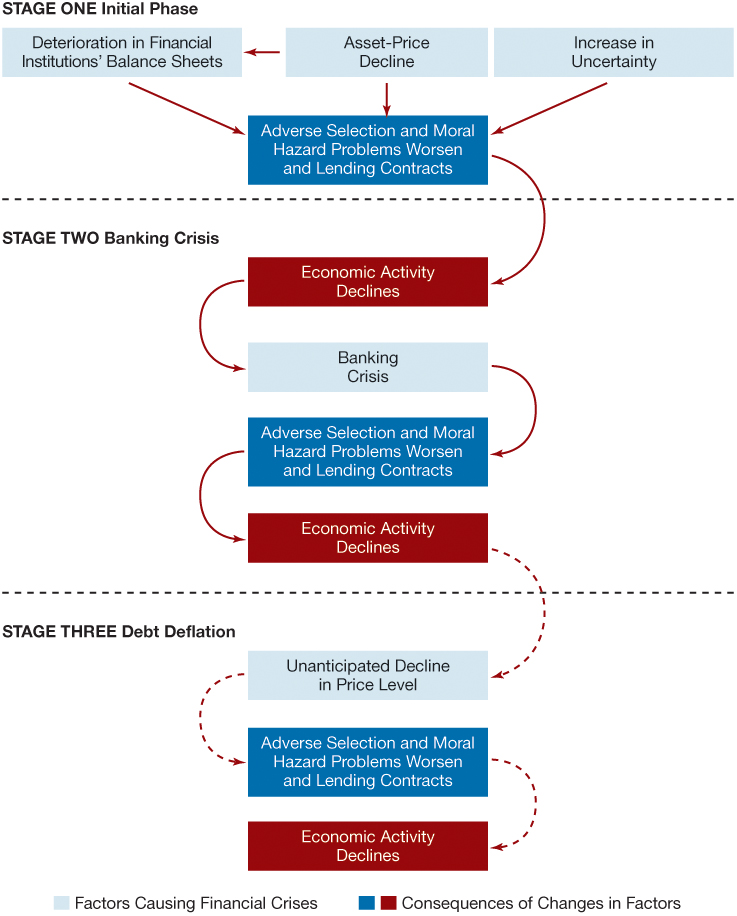 STAGE ONE Initial Phase
Deterioration in Financial
Institutions’ Balance Sheets
Asset-Price
Decline
Increase in
Uncertainty
Adverse Selection and Moral
Hazard Problems Worsen
and Lending Contracts
STAGE TWO Banking Crisis
Economic Activity
Declines
Banking
Crisis
Adverse Selection and Moral
Hazard Problems Worsen
and Lending Contracts
Economic Activity
Declines
STAGE THREE Debt Deflation
Unanticipated Decline
in Price Level
Adverse Selection and Moral
Hazard Problems Worsen
and Lending Contracts
Economic Activity
Declines
Factors Causing Financial Crises
Consequences of Changes in Factors